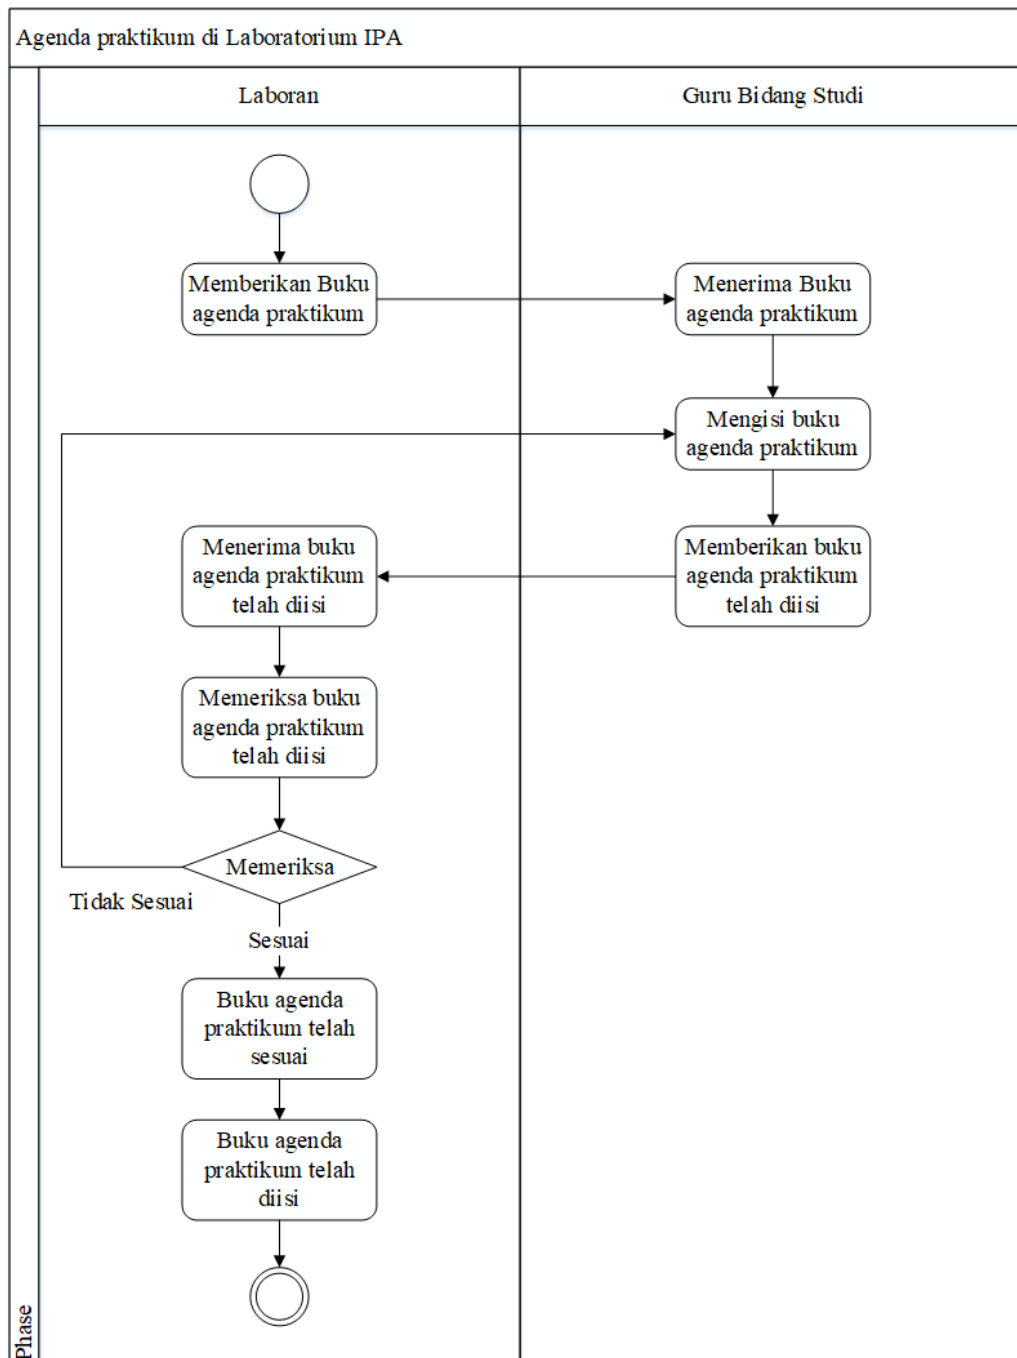 Agenda praktikum di Laboratorium IPA
Laboran
Guru Bidang Studi
Memberikan Buku
agenda praktikum
Menerima Buku
agenda praktikum
Mengisi buku
agenda praktikum
Memberikan buku
agenda praktikum
telah diisi
Menerima buku
agenda praktikum
telah diisi
Memeriksa buku
agenda praktikum
telah diisi
Memeriksa
Tidak Sesuai
Sesuai
Buku agenda
praktikum telah
sesuai
Buku agenda
praktikum telah
diisi
Phase